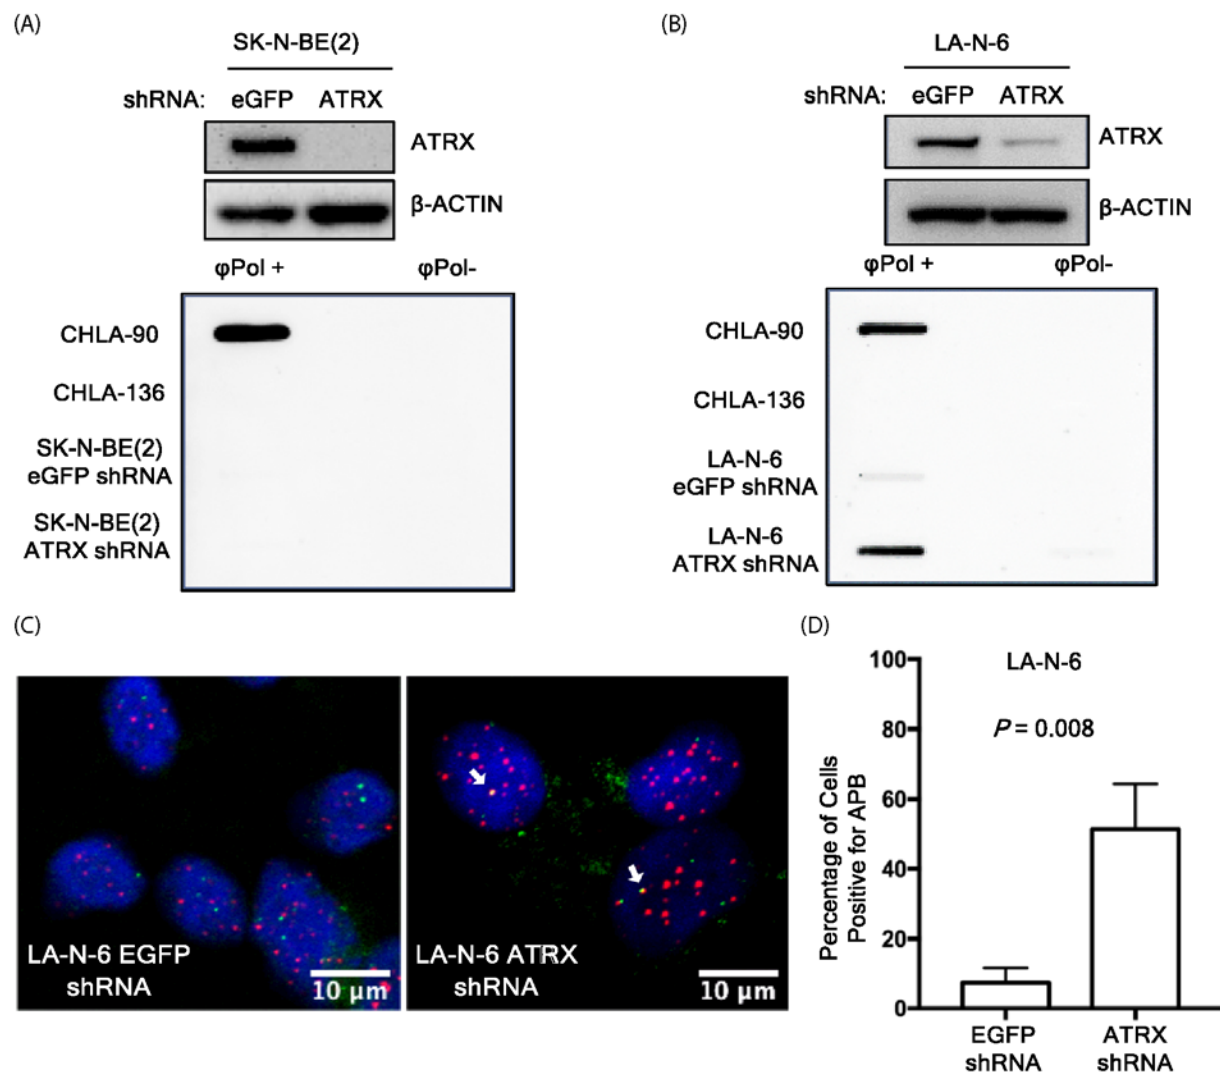 (A)
SK-N-BE(2)
shRNA: eGFP ATRX
ATRX
β-ACTIN
φPol + φPol-
CHLA-90
CHLA-136
SK-N-BE(2)
eGFP shRNA
SK-N-BE(2)
ATRX shRNA
(B)
LA-N-6
shRNA: eGFP ATRX
ATRX
β-ACTIN
φPol + φPol-
CHLA-90
CHLA-136
LA-N-6
eGFP shRNA
LA-N-6
ATRX shRNA
(C)
LA-N-6 EGFP
shRNA
10 μm
LA-N-6 ATRX
shRNA
10 μm
(D)
LA-N-6
P = 0.008
Percentage of Cells
Positive for APB
100
80
60
40
20
0
EGFP
shRNA
ATRX
shRNA